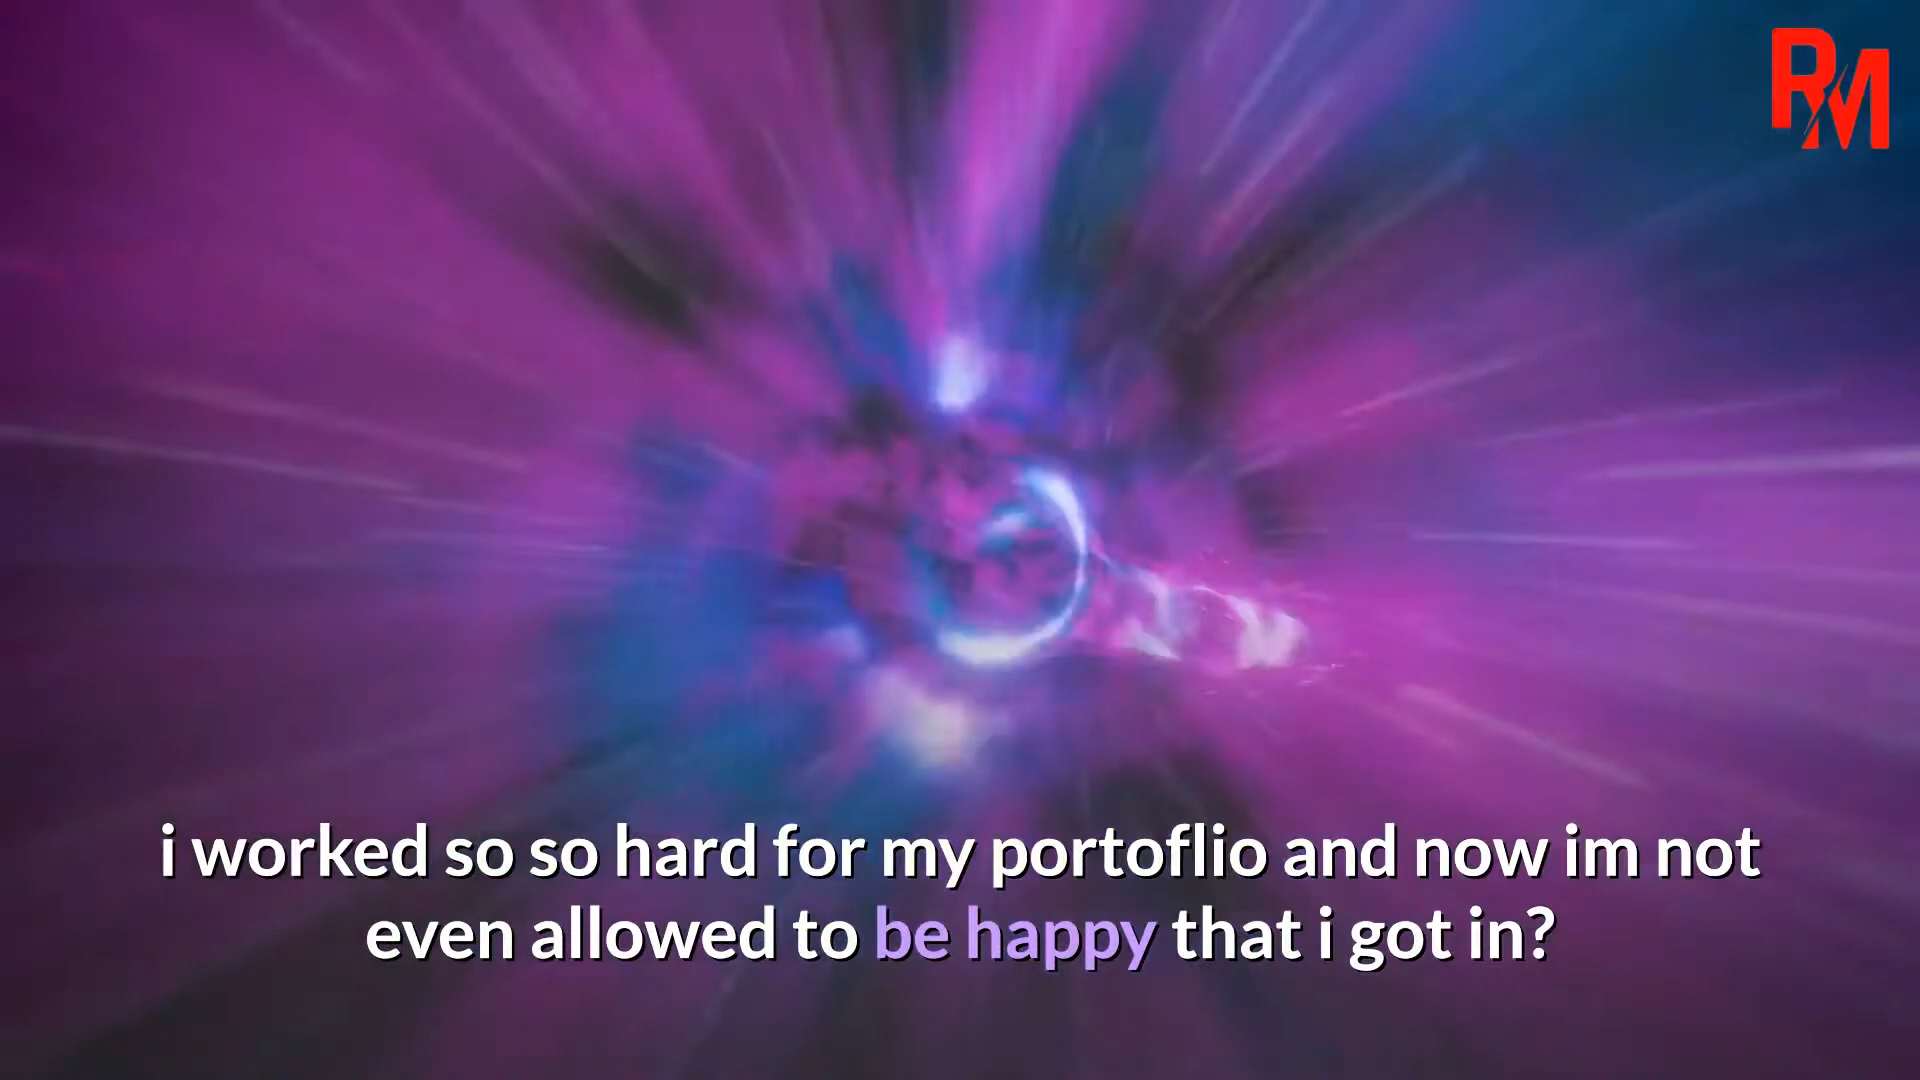 RM
i worked so so hard for my portoflio and now im not
even allowed to be happy that i got in?